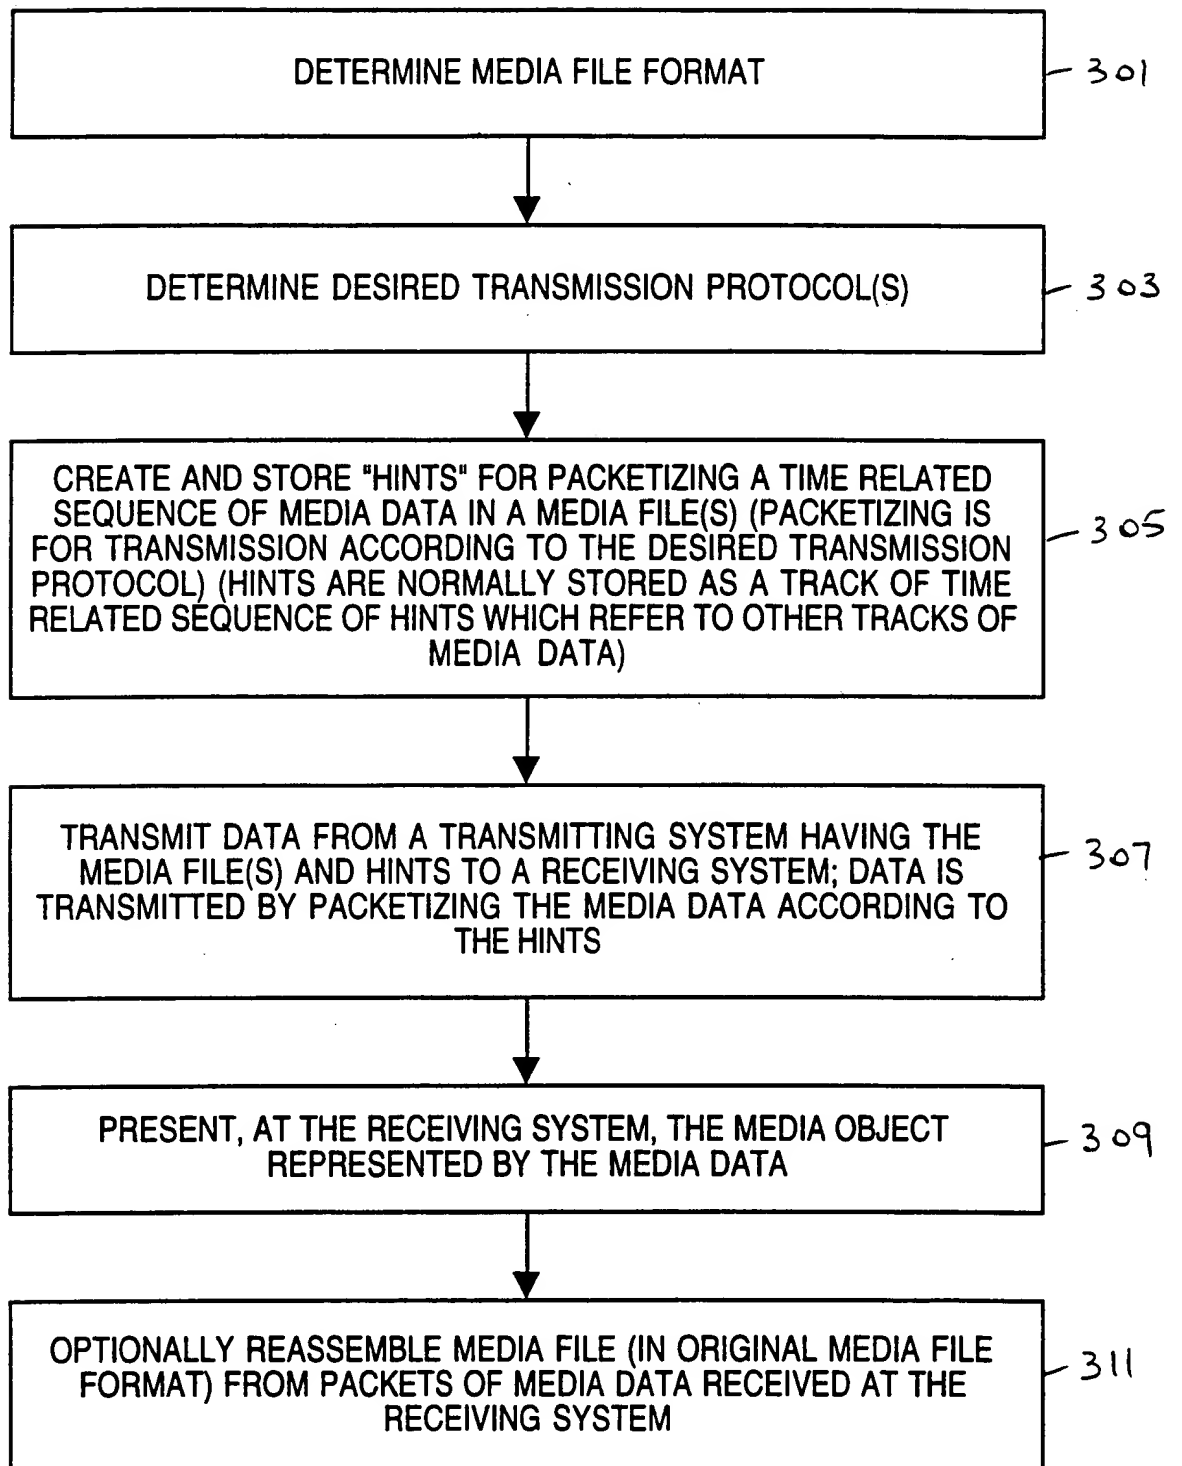 DETERMINE MEDIA FILE FORMAT
301
DETERMINE DESIRED TRANSMISSION PROTOCOL(S)
303
CREATE AND STORE "HINTS" FOR PACKETIZING A TIME RELATED
SEQUENCE OF MEDIA DATA IN A MEDIA FILE(S) (PACKETIZING IS
FOR TRANSMISSION ACCORDING TO THE DESIRED TRANSMISSION
PROTOCOL) (HINTS ARE NORMALLY STORED AS A TRACK OF TIME
RELATED SEQUENCE OF HINTS WHICH REFER TO OTHER TRACKS OF
MEDIA DATA)
305
TRANSMIT DATA FROM A TRANSMITTING SYSTEM HAVING THE
MEDIA FILE(S) AND HINTS TO A RECEIVING SYSTEM; DATA IS
TRANSMITTED BY PACKETIZING THE MEDIA DATA ACCORDING TO
THE HINTS
307
PRESENT, AT THE RECEIVING SYSTEM, THE MEDIA OBJECT
REPRESENTED BY THE MEDIA DATA
309
OPTIONALLY REASSEMBLE MEDIA FILE (IN ORIGINAL MEDIA FILE
FORMAT) FROM PACKETS OF MEDIA DATA RECEIVED AT THE
RECEIVING SYSTEM
311